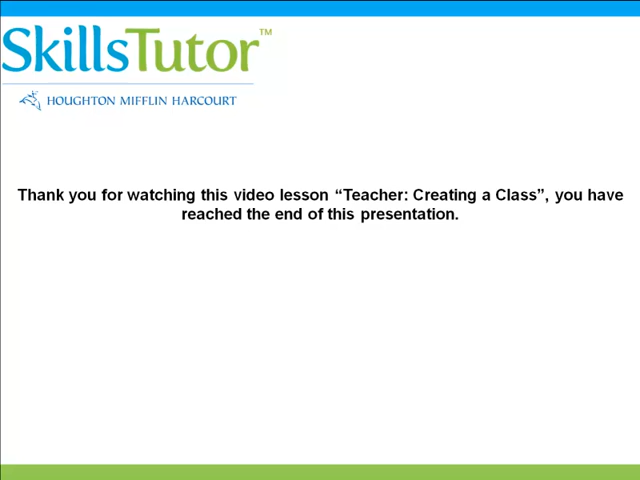 SkillsTutor™
HOUGHTON MIFFLIN HARCOURT
Thank you for watching this video lesson “Teacher: Creating a Class”, you have
reached the end of this presentation.